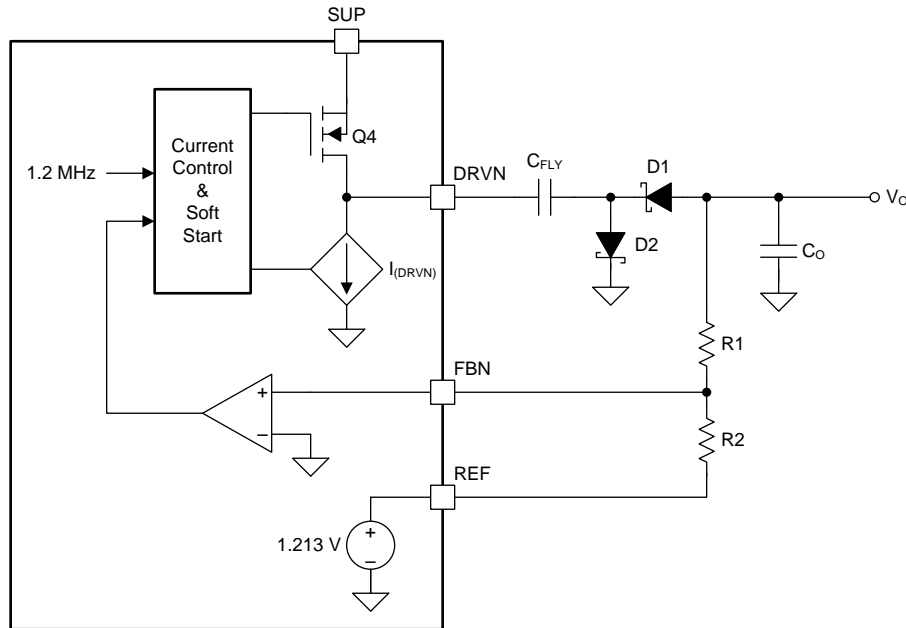 SUP
Current
Control
&
Soft
Start
1.2 MHz
Q4
DRVN
C_FLY
D1
V_O
D2
C_O
I_(DRVN)
R1
FBN
+
−
R2
REF
1.213 V
+
−